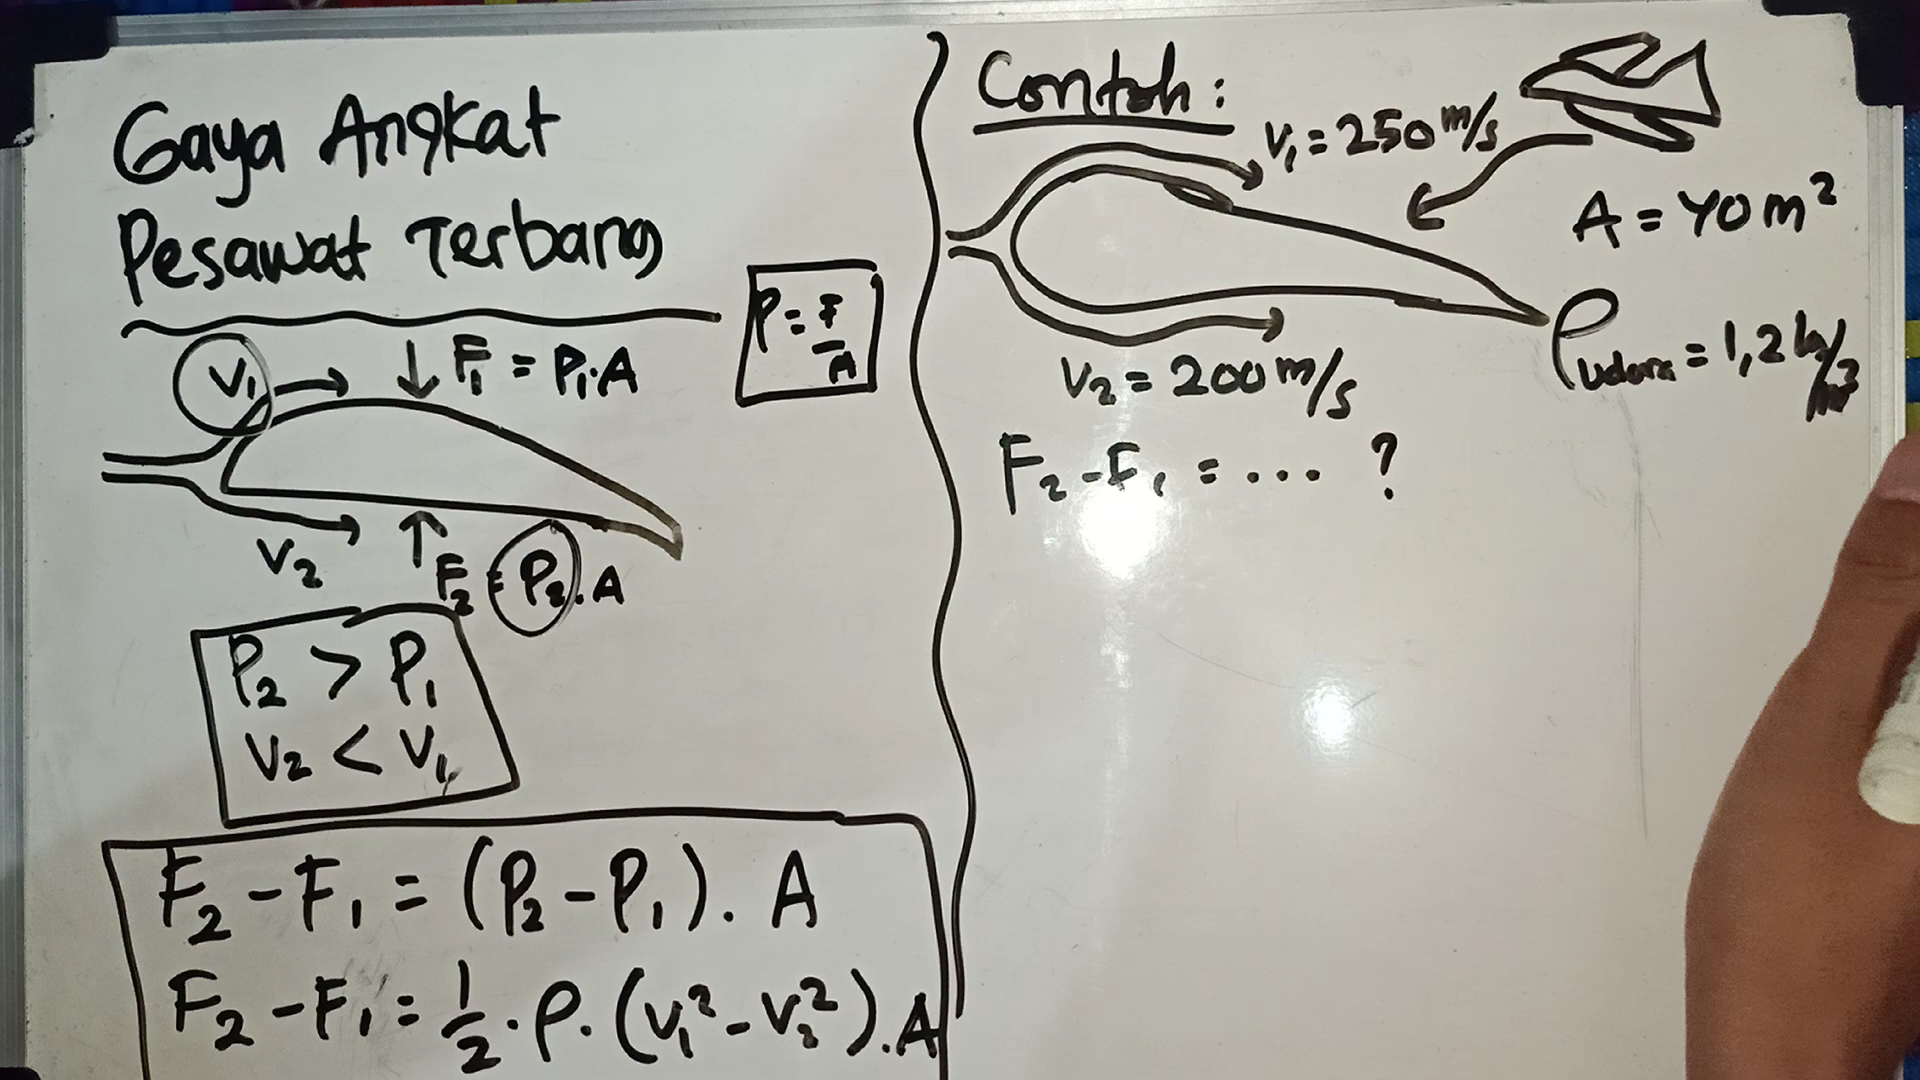 Gaya Angkat
Pesawat Terbang
P = F/A
V₁
F₁ = P₁.A
V₂
F₂ = P₂.A
P₂ > P₁
V₂ < V₁
F₂ - F₁ = (P₂ - P₁). A
F₂ - F₁ = 1/2 . ρ. (V₁² - V₂²).A
Contoh:
V₁ = 250 m/s
A = 40 m²
V₂ = 200 m/s
ρudara = 1,2 kg/m³
F₂ - F₁ = ... ?